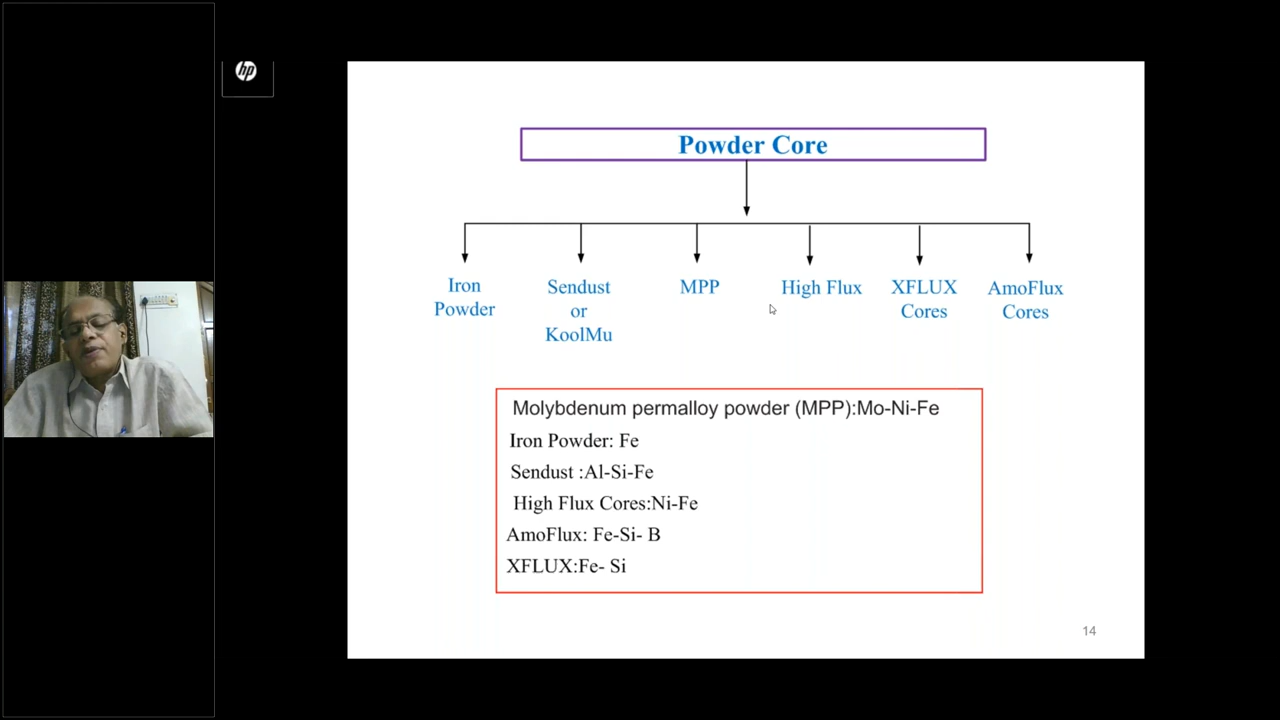 hp
Powder Core
Iron
Powder
Sendust
or
KoolMu
MPP
High Flux
XFLUX
Cores
AmoFlux
Cores
Molybdenum permalloy powder (MPP):Mo-Ni-Fe
Iron Powder: Fe
Sendust :Al-Si-Fe
High Flux Cores:Ni-Fe
AmoFlux: Fe-Si- B
XFLUX:Fe- Si
14